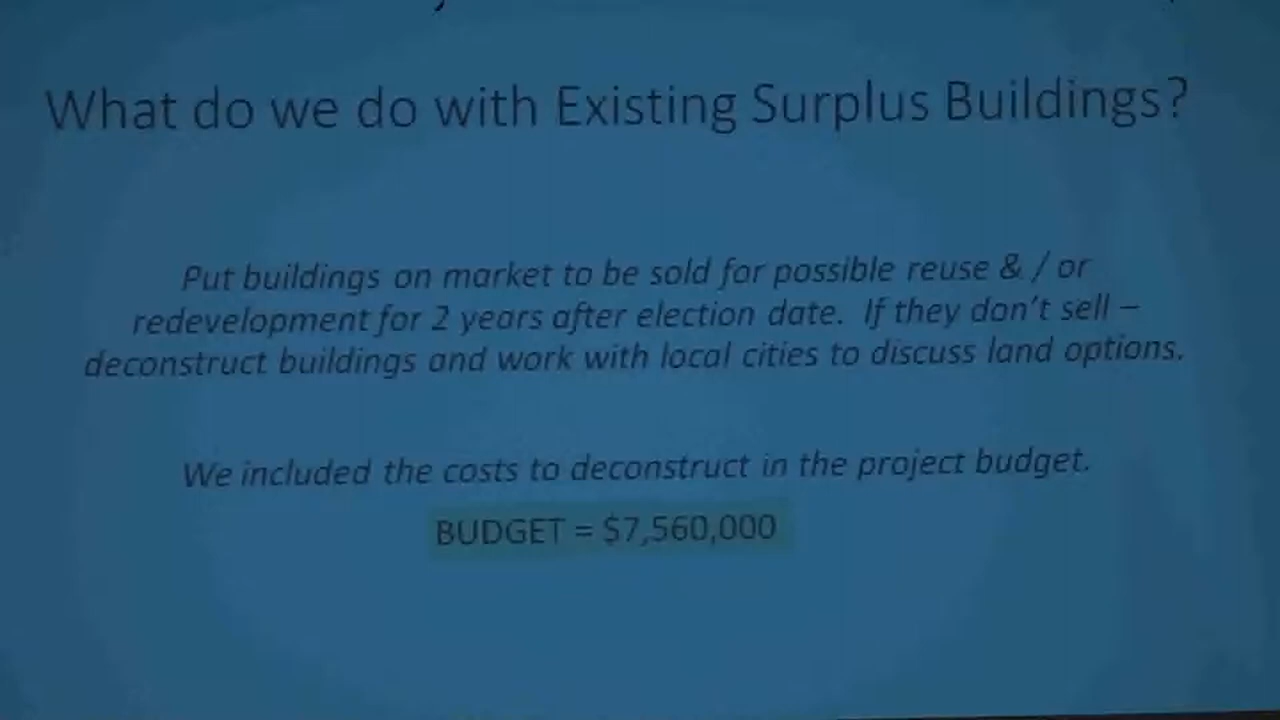 What do we do with Existing Surplus Buildings?
Put buildings on market to be sold for possible reuse & / or
redevelopment for 2 years after election date. If they don't sell –
deconstruct buildings and work with local cities to discuss land options.
We included the costs to deconstruct in the project budget.
BUDGET = $7,560,000